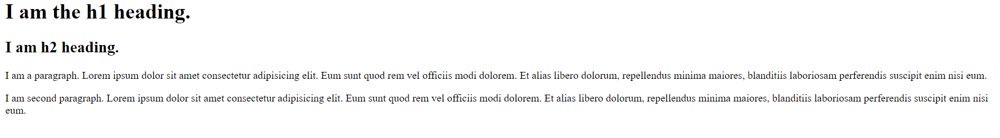 I am the h1 heading.
I am h2 heading.
I am a paragraph. Lorem ipsum dolor sit amet consectetur adipisicing elit. Eum sunt quod rem vel officiis modi dolorem. Et alias libero dolorum, repellendus minima maiores, blanditiis laboriosam perferendis suscipit enim nisi eum.
I am second paragraph. Lorem ipsum dolor sit amet consectetur adipisicing elit. Eum sunt quod rem vel officiis modi dolorem. Et alias libero dolorum, repellendus minima maiores, blanditiis laboriosam perferendis suscipit enim nisi
eum.